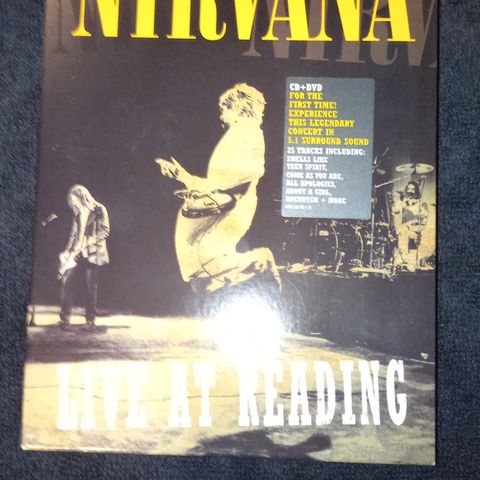 NIRVANA
CD+DVD
FOR THE
FIRST TIME!
EXPERIENCE
THIS LEGENDARY
CONCERT IN
5.1 SURROUND SOUND
25 TRACKS INCLUDING:
SMELLS LIKE
TEEN SPIRIT,
COME AS YOU ARE,
ALL APOLOGIES,
ABOUT A GIRL,
ANEURYSM + MORE
LIVE AT READING